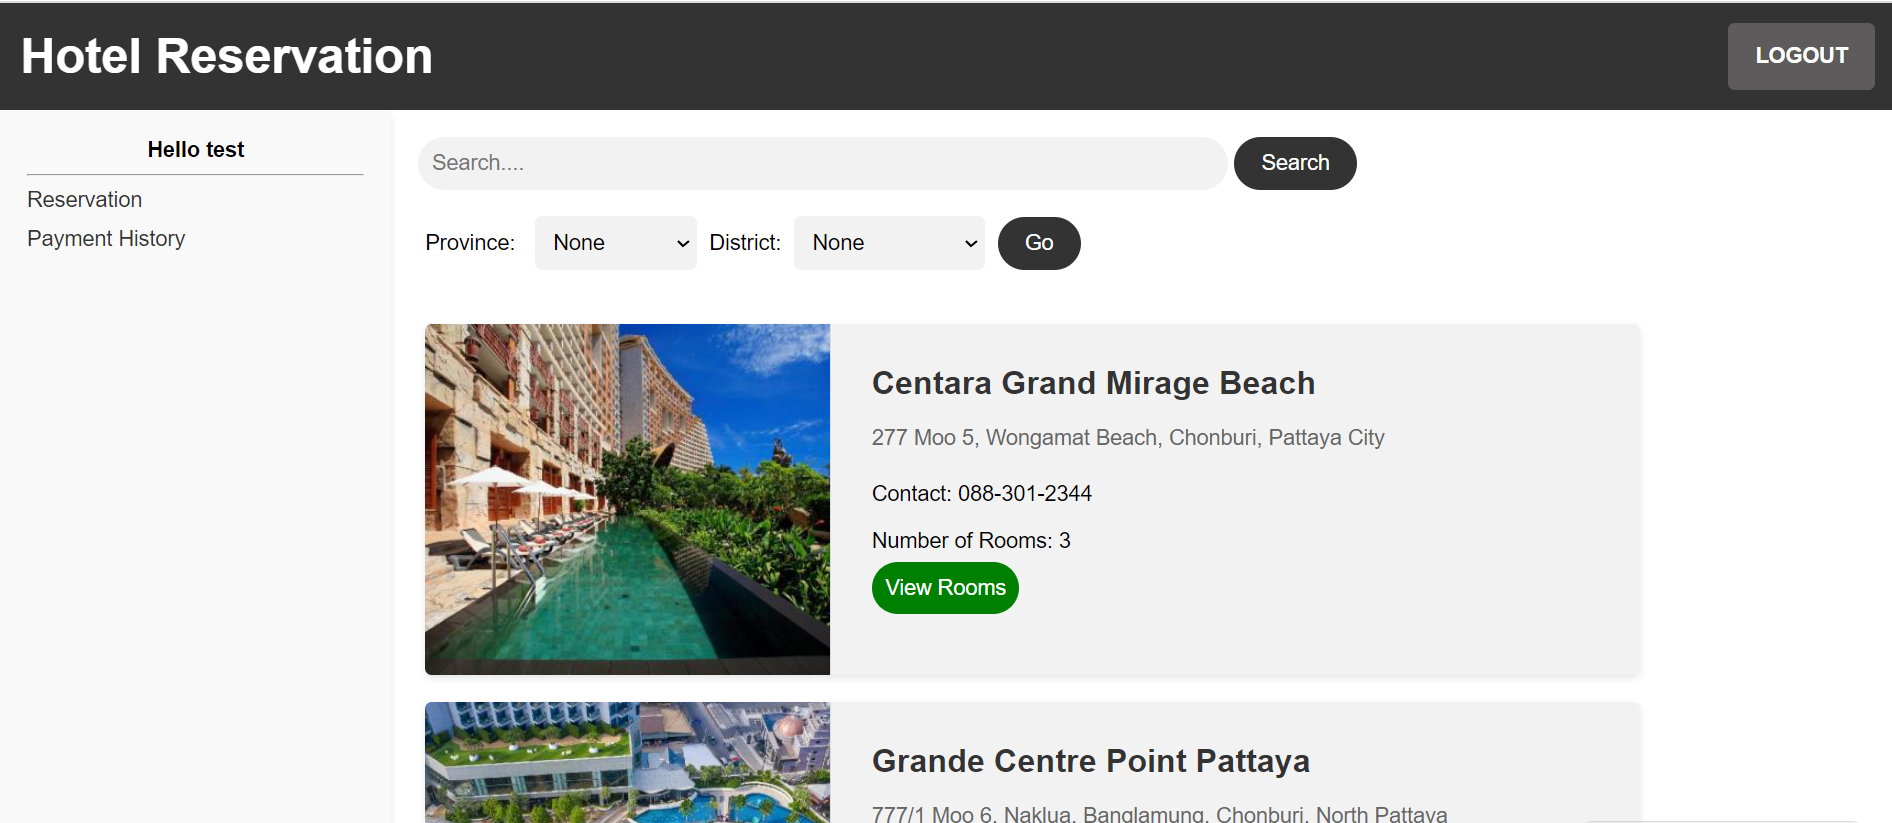 Hotel Reservation
LOGOUT
Hello test
Reservation
Payment History
Search....
Search
Province: None District: None Go
Centara Grand Mirage Beach
277 Moo 5, Wongamat Beach, Chonburi, Pattaya City
Contact: 088-301-2344
Number of Rooms: 3
View Rooms
Grande Centre Point Pattaya
777/1 Moo 6, Naklua, Banglamung, Chonburi, North Pattaya